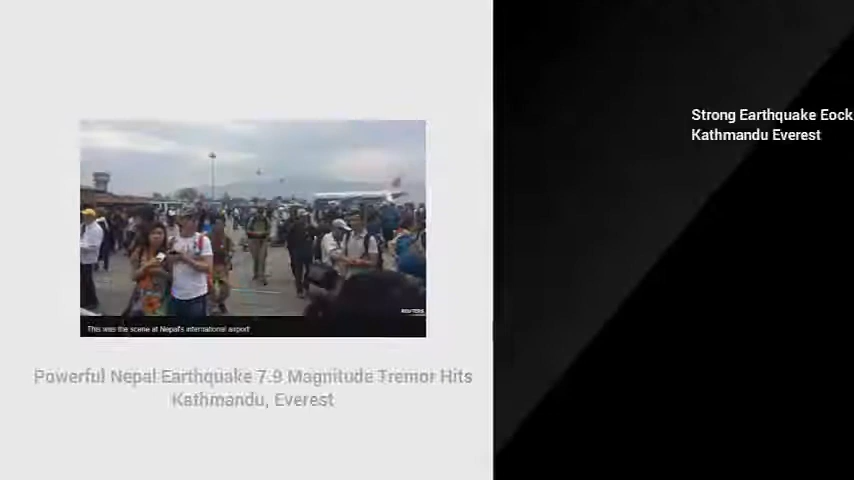 This was the scene at Nepal's international airport
REUTERS
Powerful Nepal Earthquake 7.9 Magnitude Tremor Hits
Kathmandu, Everest
Strong Earthquake Eock
Kathmandu Everest